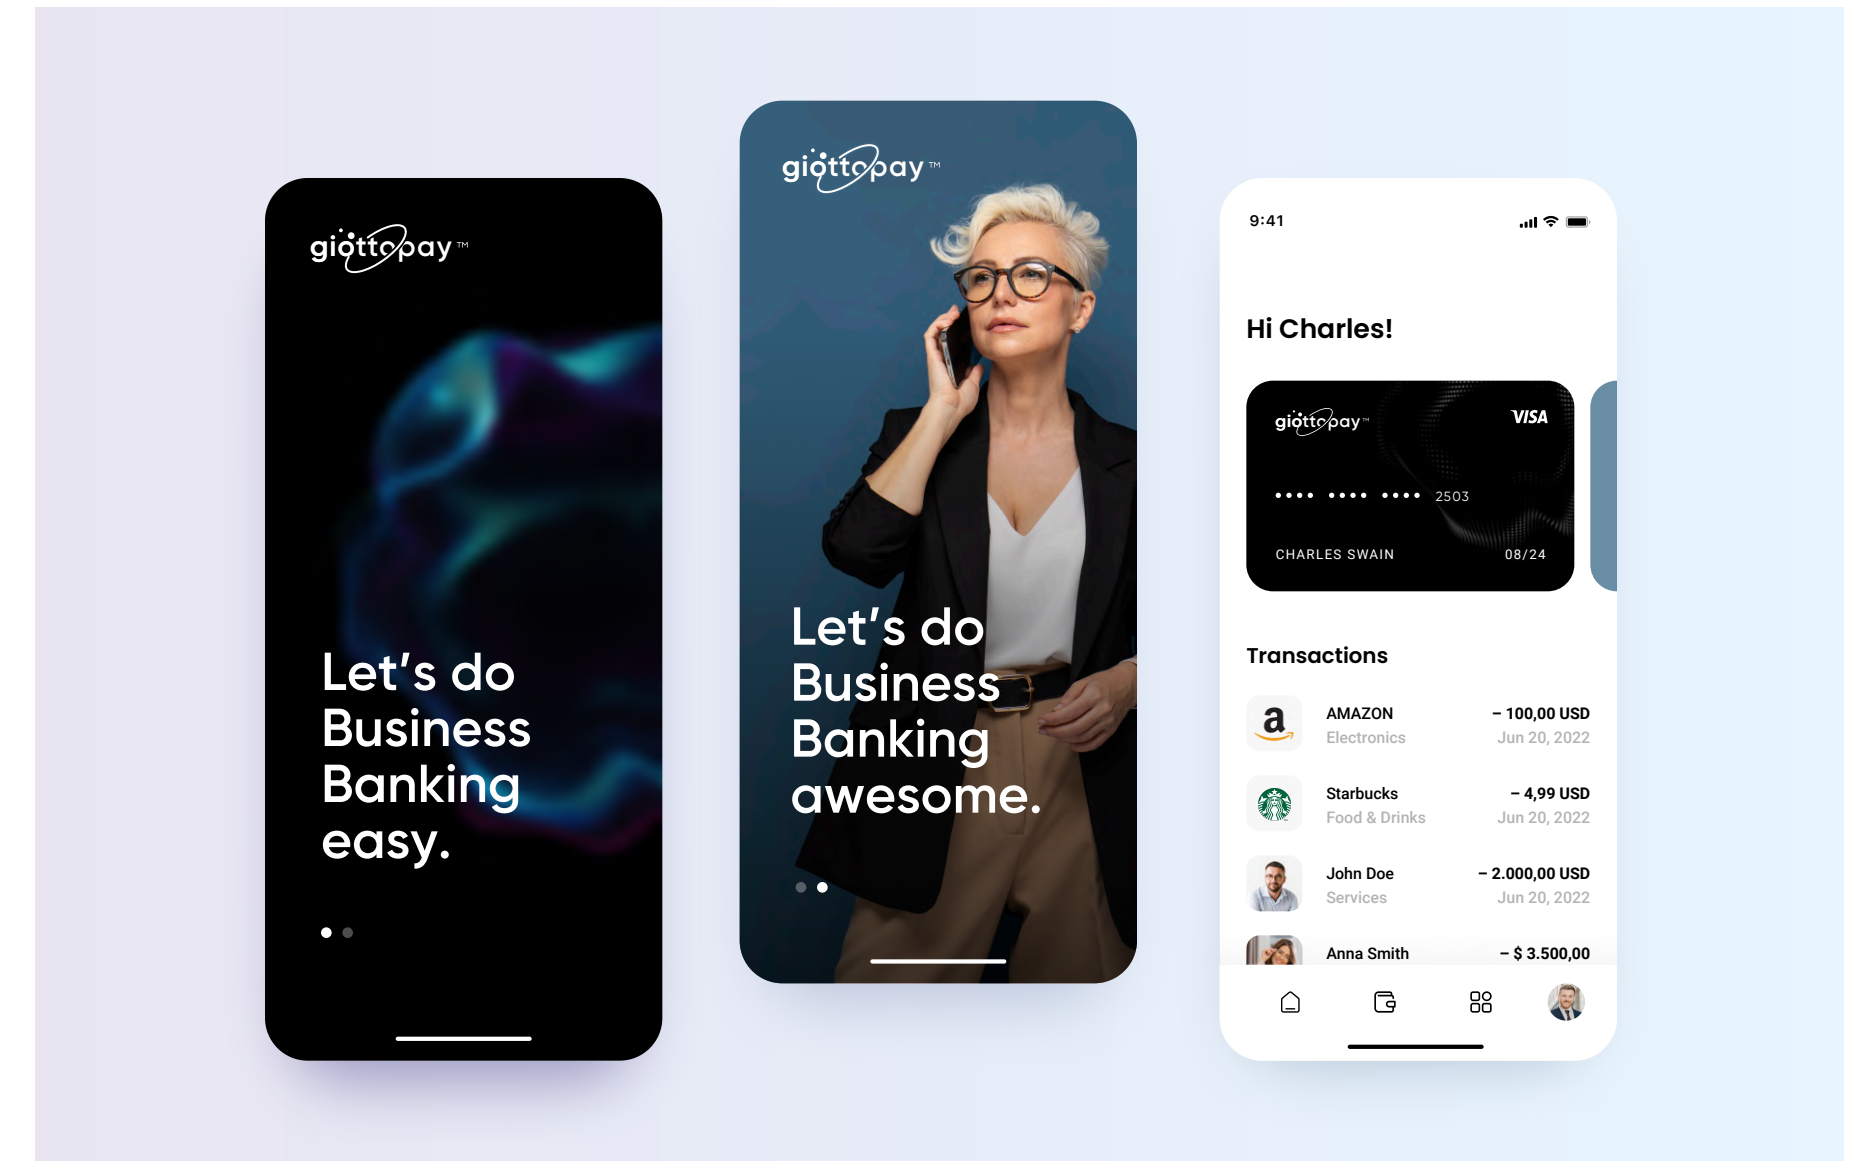 giottopay™
Let's do
Business
Banking
easy.
giottopay™
Let's do
Business
Banking
awesome.
9:41
Hi Charles!
giottopay™
VISA
•••• •••• •••• 2503
CHARLES SWAIN
08/24
Transactions
a
AMAZON
– 100,00 USD
Electronics
Jun 20, 2022
Starbucks
– 4,99 USD
Food & Drinks
Jun 20, 2022
John Doe
– 2.000,00 USD
Services
Jun 20, 2022
Anna Smith
– $ 3.500,00